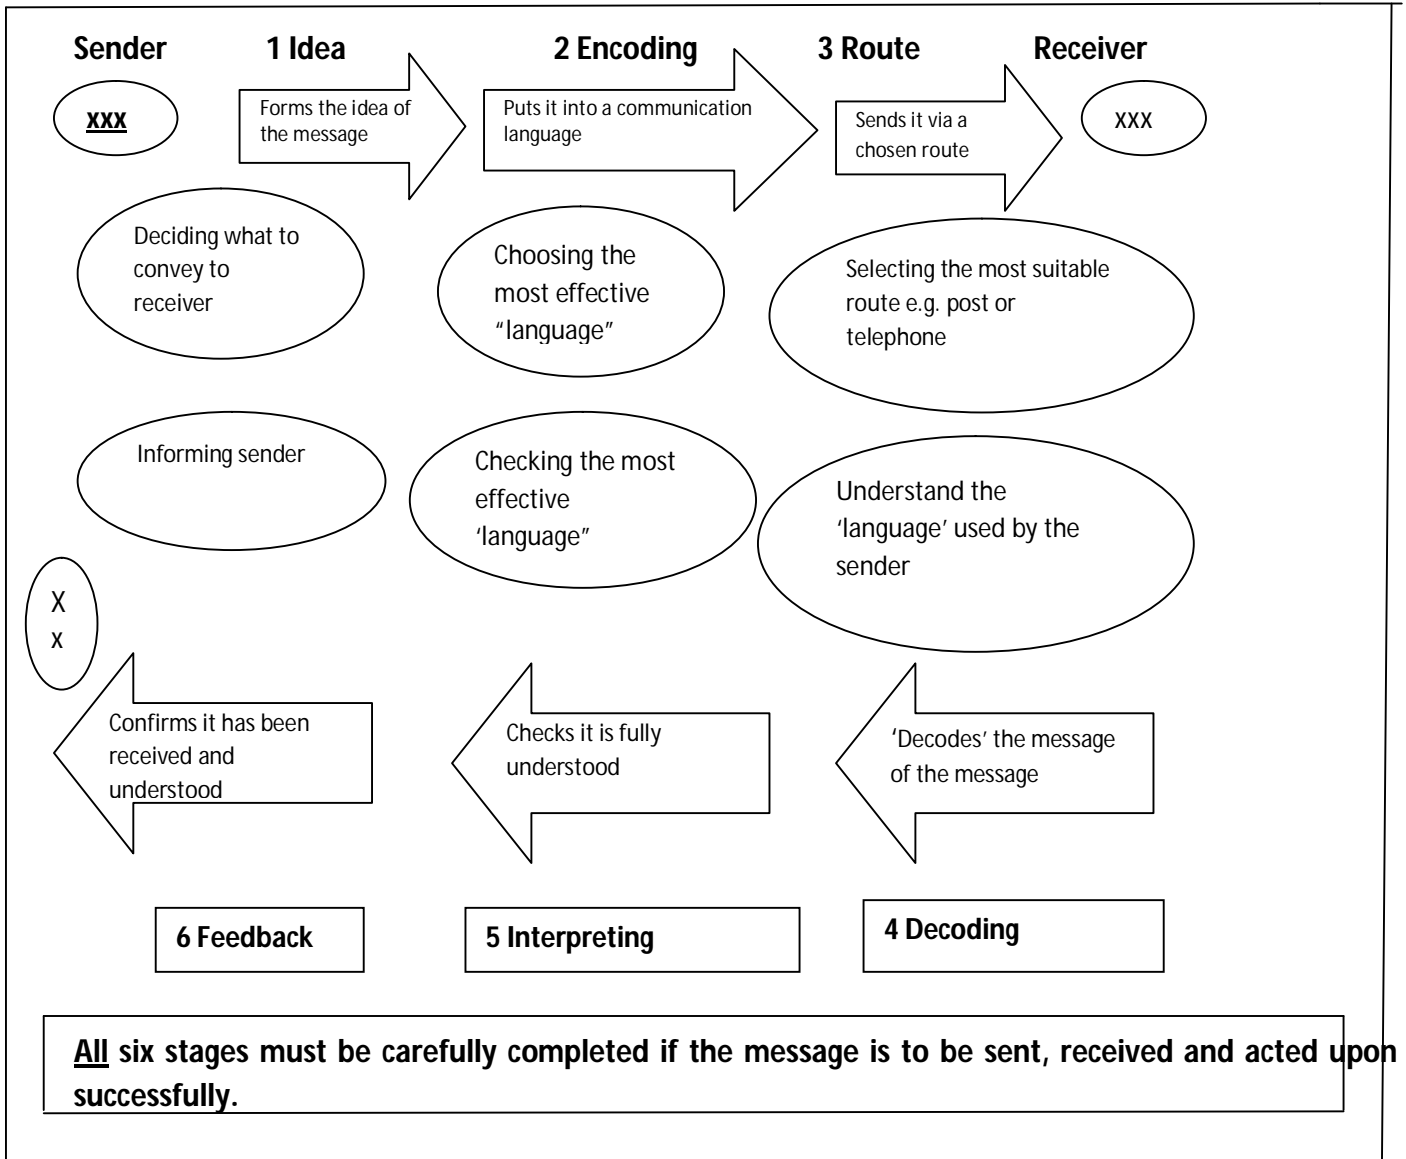 Sender 1 Idea 2 Encoding 3 Route Receiver
xxx
Forms the idea of
the message
Puts it into a communication
language
Sends it via a
chosen route
xxx
Deciding what to
convey to
receiver
Choosing the
most effective
“language”
Selecting the most suitable
route e.g. post or
telephone
Informing sender
Checking the most
effective
‘language”
Understand the
‘language’ used by the
sender
X
x
Confirms it has been
received and
understood
Checks it is fully
understood
‘Decodes’ the message
of the message
6 Feedback
5 Interpreting
4 Decoding
All six stages must be carefully completed if the message is to be sent, received and acted upon
successfully.